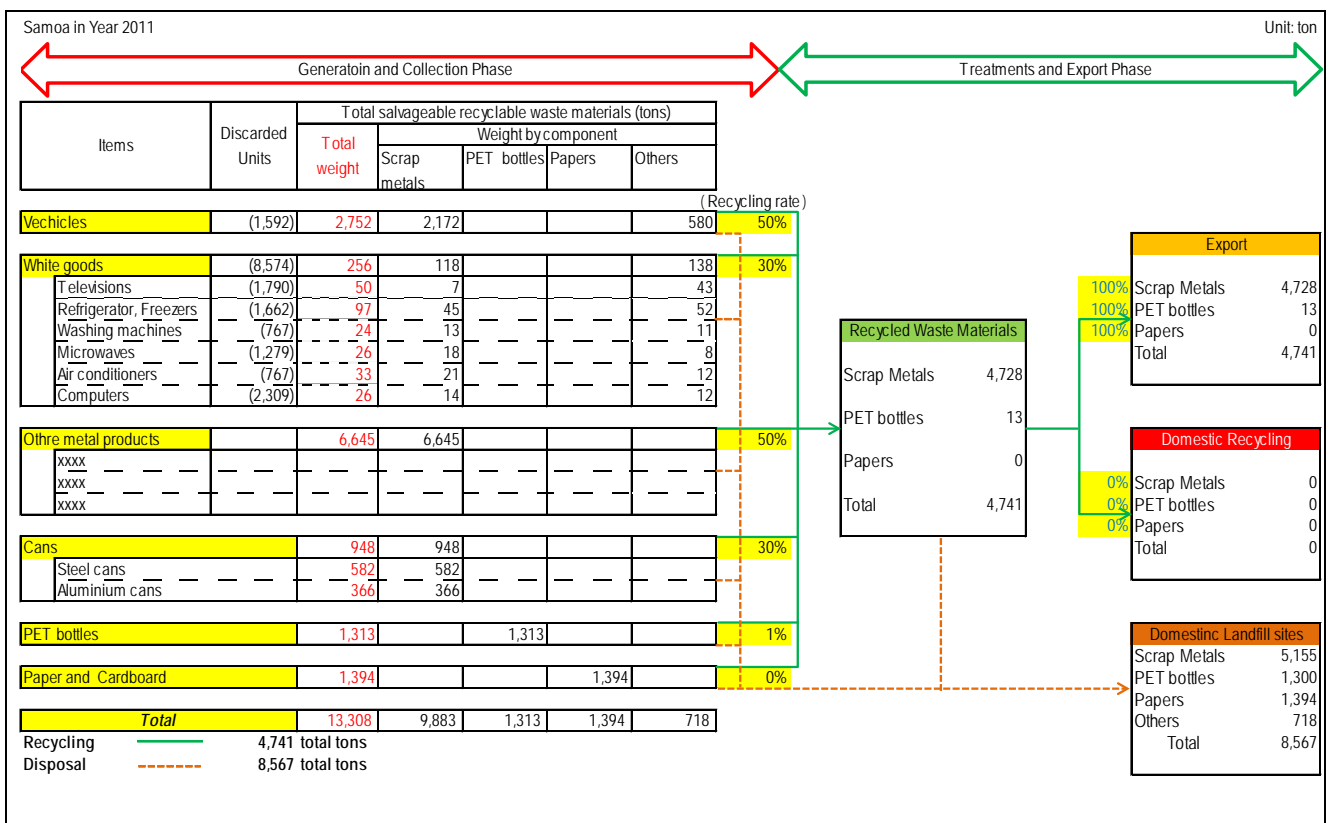 Samoa in Year 2011 Unit: ton
Generatoin and Collection Phase Treatments and Export Phase
Items Discarded Units Total salvageable recyclable waste materials (tons)
Total weight Weight by component
Scrap metals PET bottles Papers Others
(Recycling rate)
Vechicles (1,592) 2,752 2,172 580 50%
White goods (8,574) 256 118 138 30%
Televisions (1,790) 50 7 43
Refrigerator, Freezers (1,662) 97 45 52
Washing machines (767) 24 13 11
Microwaves (1,279) 26 18 8
Air conditioners (767) 33 21 12
Computers (2,309) 26 14 12
Othre metal products 6,645 6,645 50%
xxxx
xxxx
xxxx
Cans 948 948 30%
Steel cans 582 582
Aluminium cans 366 366
PET bottles 1,313 1,313 1%
Paper and Cardboard 1,394 1,394 0%
Total 13,308 9,883 1,313 1,394 718
Recycling 4,741 total tons
Disposal 8,567 total tons
Recycled Waste Materials
Scrap Metals 4,728
PET bottles 13
Papers 0
Total 4,741
Export
100% Scrap Metals 4,728
100% PET bottles 13
100% Papers 0
Total 4,741
Domestic Recycling
0% Scrap Metals 0
0% PET bottles 0
0% Papers 0
Total 0
Domestinc Landfill sites
Scrap Metals 5,155
PET bottles 1,300
Papers 1,394
Others 718
Total 8,567